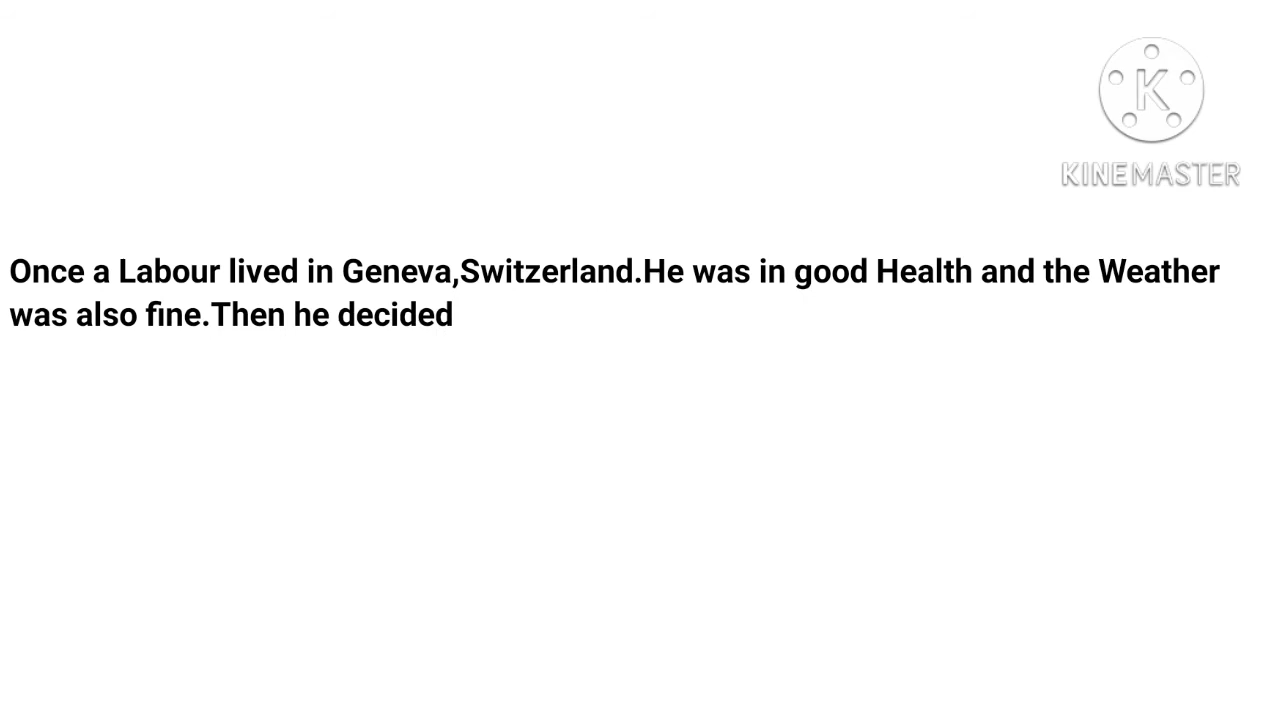 K
KINEMASTER
Once a Labour lived in Geneva,Switzerland.He was in good Health and the Weather
was also fine.Then he decided